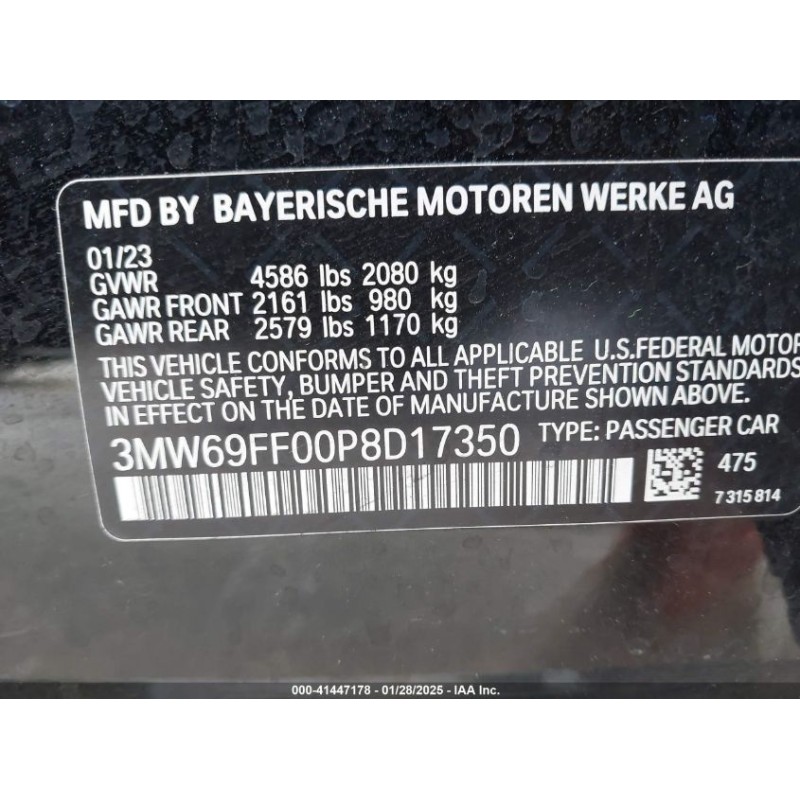 MFD BY BAYERISCHE MOTOREN WERKE AG
01/23
GVWR 4586 lbs 2080 kg
GAWR FRONT 2161 lbs 980 kg
GAWR REAR 2579 lbs 1170 kg
THIS VEHICLE CONFORMS TO ALL APPLICABLE U.S.FEDERAL MOTOR
VEHICLE SAFETY, BUMPER AND THEFT PREVENTION STANDARDS
IN EFFECT ON THE DATE OF MANUFACTURE SHOWN ABOVE.
3MW69FF00P8D17350 TYPE: PASSENGER CAR
475
7315814
000-41447178 - 01/28/2025 - IAA Inc.